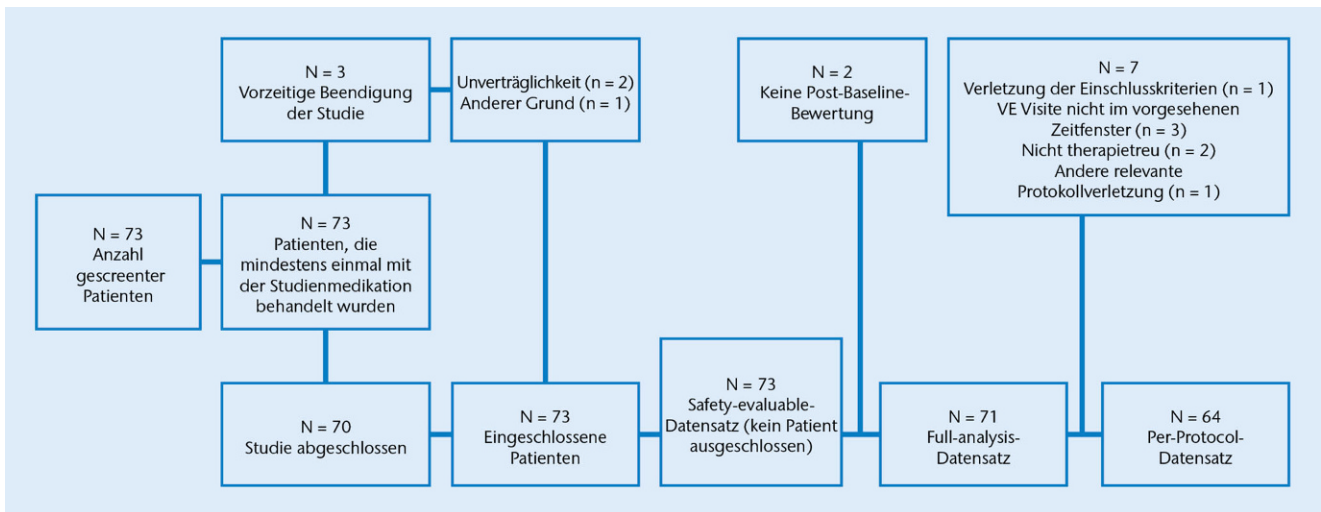 N = 3
Vorzeitige Beendigung
der Studie
Unverträglichkeit (n = 2)
Anderer Grund (n = 1)
N = 2
Keine Post-Baseline-
Bewertung
N = 7
Verletzung der Einschlusskriterien (n = 1)
VE Visite nicht im vorgesehenen
Zeitfenster (n = 3)
Nicht therapietreu (n = 2)
Andere relevante
Protokollverletzung (n = 1)
N = 73
Anzahl
gescreenter
Patienten
N = 73
Patienten, die
mindestens einmal mit
der Studienmedikation
behandelt wurden
N = 70
Studie abgeschlossen
N = 73
Eingeschlossene
Patienten
N = 73
Safety-evaluable-
Datensatz (kein Patient
ausgeschlossen)
N = 71
Full-analysis-
Datensatz
N = 64
Per-Protocol-
Datensatz